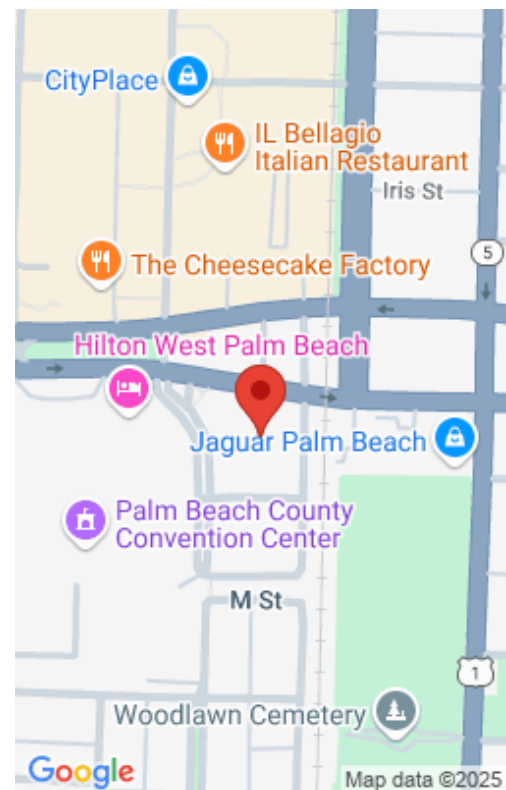 CityPlace
IL Bellagio
Italian Restaurant
Iris St
5
The Cheesecake Factory
Hilton West Palm Beach
Jaguar Palm Beach
Palm Beach County
Convention Center
M St
1
Woodlawn Cemetery
Google
Map data ©2025